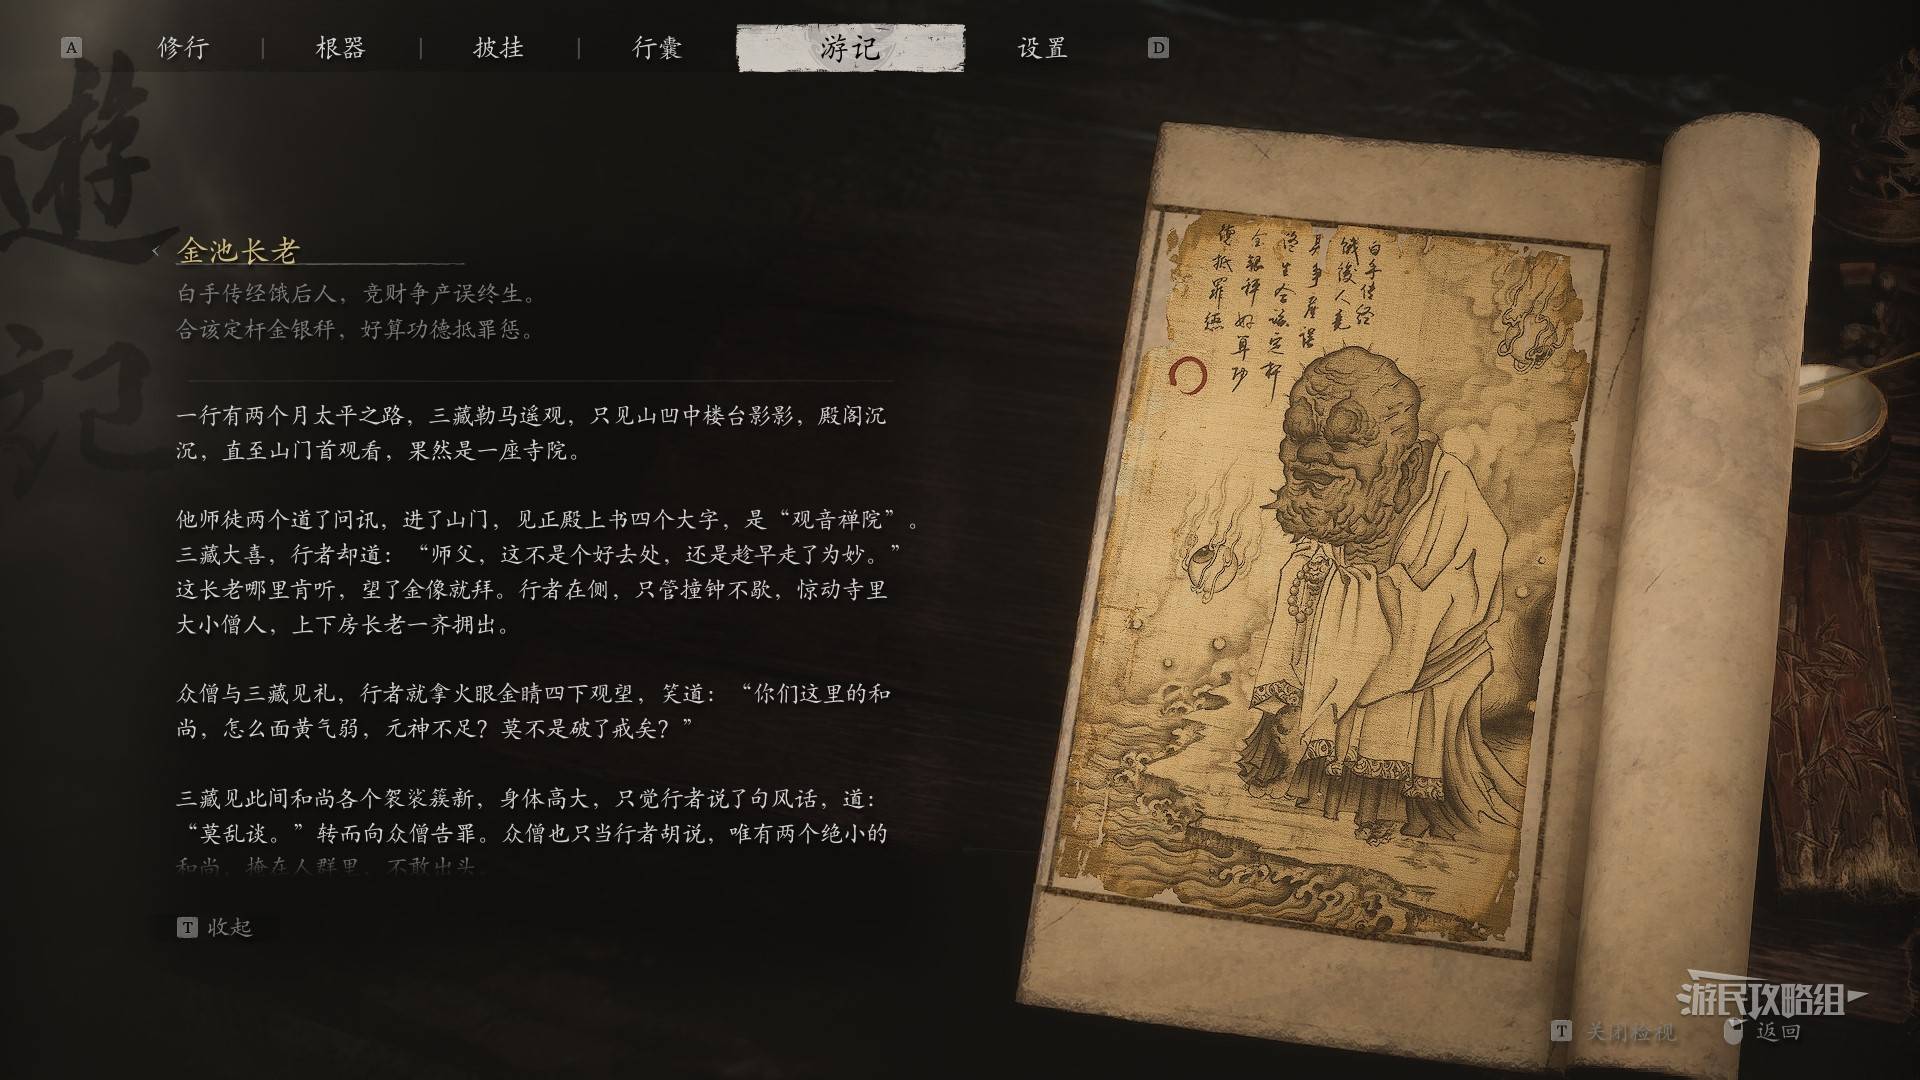 A 修行 | 根器 | 披挂 | 行囊 游记 设置 D
遊記
金池长老
白手传经饿后人，竞财争产误终生。
合该定杆金银秤，好算功德抵罪愆。
一行有两个月太平之路，三藏勒马遥观，只见山凹中楼台影影，殿阁沉
沉，直至山门首观看，果然是一座寺院。
他师徒两个道了问讯，进了山门，见正殿上书四个大字，是“观音禅院”。
三藏大喜，行者却道：“师父，这不是个好去处，还是趁早走了为妙。”
这长老哪里肯听，望了金像就拜。行者在侧，只管撞钟不歇，惊动寺里
大小僧人，上下房长老一齐拥出。
众僧与三藏见礼，行者就拿火眼金睛四下观望，笑道：“你们这里的和
尚，怎么面黄气弱，元神不足？莫不是破了戒矣？”
三藏见此间和尚各个袈裟簇新，身体高大，只觉行者说了句风话，道：
“莫乱谈。”转而向众僧告罪。众僧也只当行者胡说，唯有两个绝小的
和尚，掩在人群里，不敢出头。
T 收起
白手传经
饿後人竞
财争产误
终生合该定杆
金银秤好算功
德抵罪愆
游民攻略组
T 关闭检视 返回